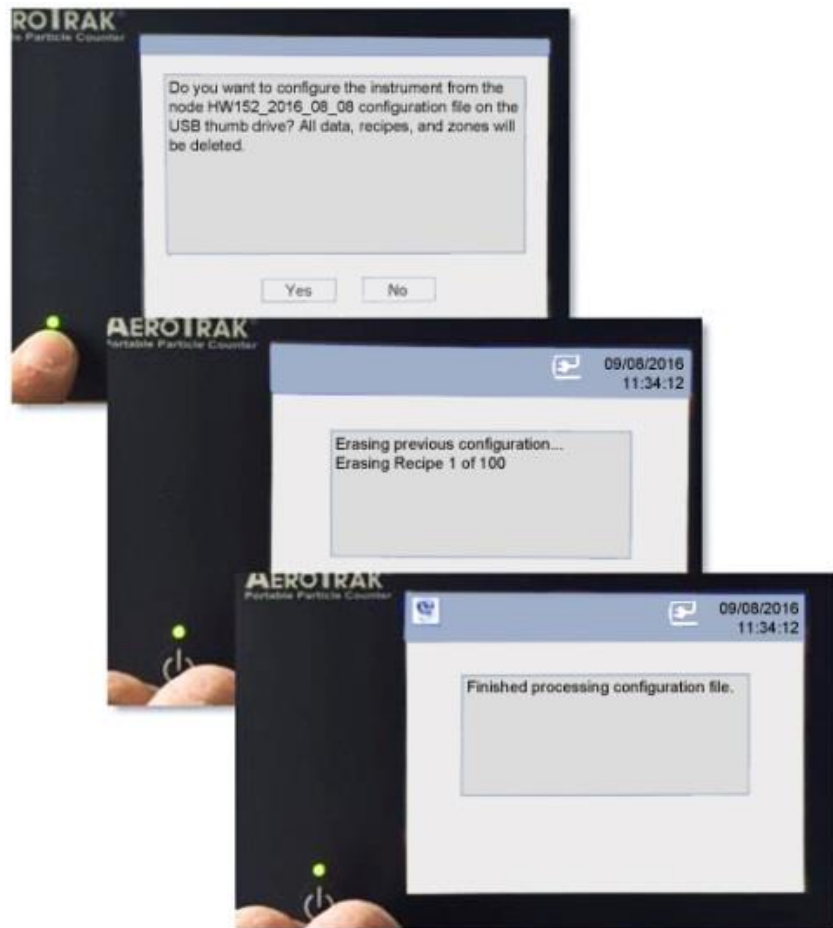 AEROTRAK
Particle Counter
Do you want to configure the instrument from the
node HW152_2016_08_08 configuration file on the
USB thumb drive? All data, recipes, and zones will
be deleted.
Yes No
AEROTRAK
Portable Particle Counter
09/08/2016
11:34:12
Erasing previous configuration...
Erasing Recipe 1 of 100
AEROTRAK
Portable Particle Counter
09/08/2016
11:34:12
Finished processing configuration file.